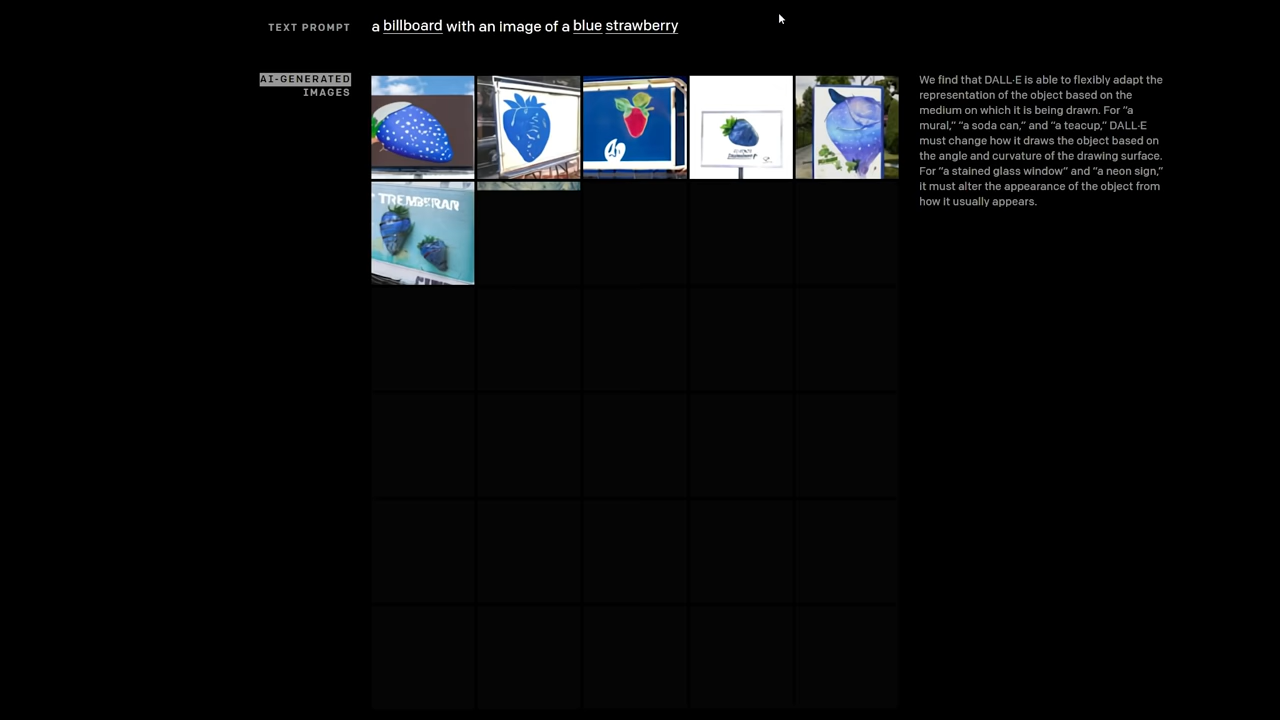 TEXT PROMPT
a billboard with an image of a blue strawberry
AI-GENERATED
IMAGES
We find that DALL·E is able to flexibly adapt the
representation of the object based on the
medium on which it is being drawn. For “a
mural,” “a soda can,” and “a teacup,” DALL·E
must change how it draws the object based on
the angle and curvature of the drawing surface.
For “a stained glass window” and “a neon sign,”
it must alter the appearance of the object from
how it usually appears.